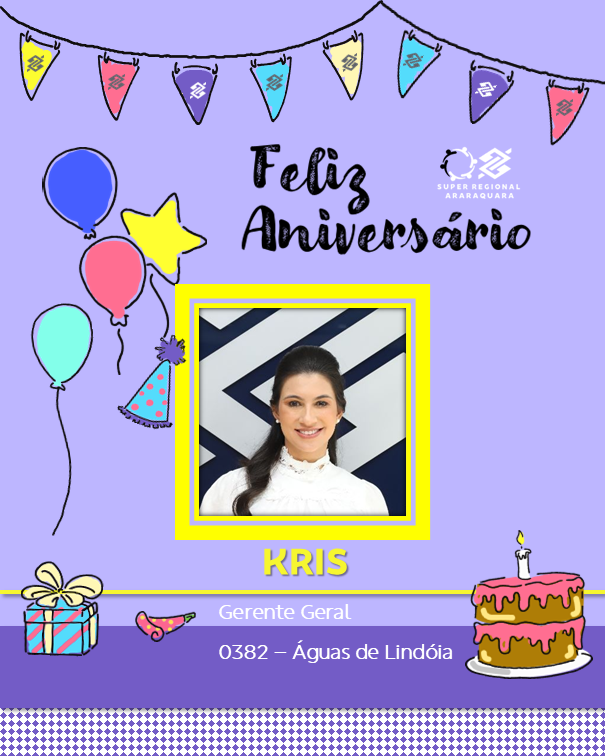 Feliz
Aniversário
SUPER REGIONAL
ARARAQUARA
KRIS
Gerente Geral
0382 – Águas de Lindóia